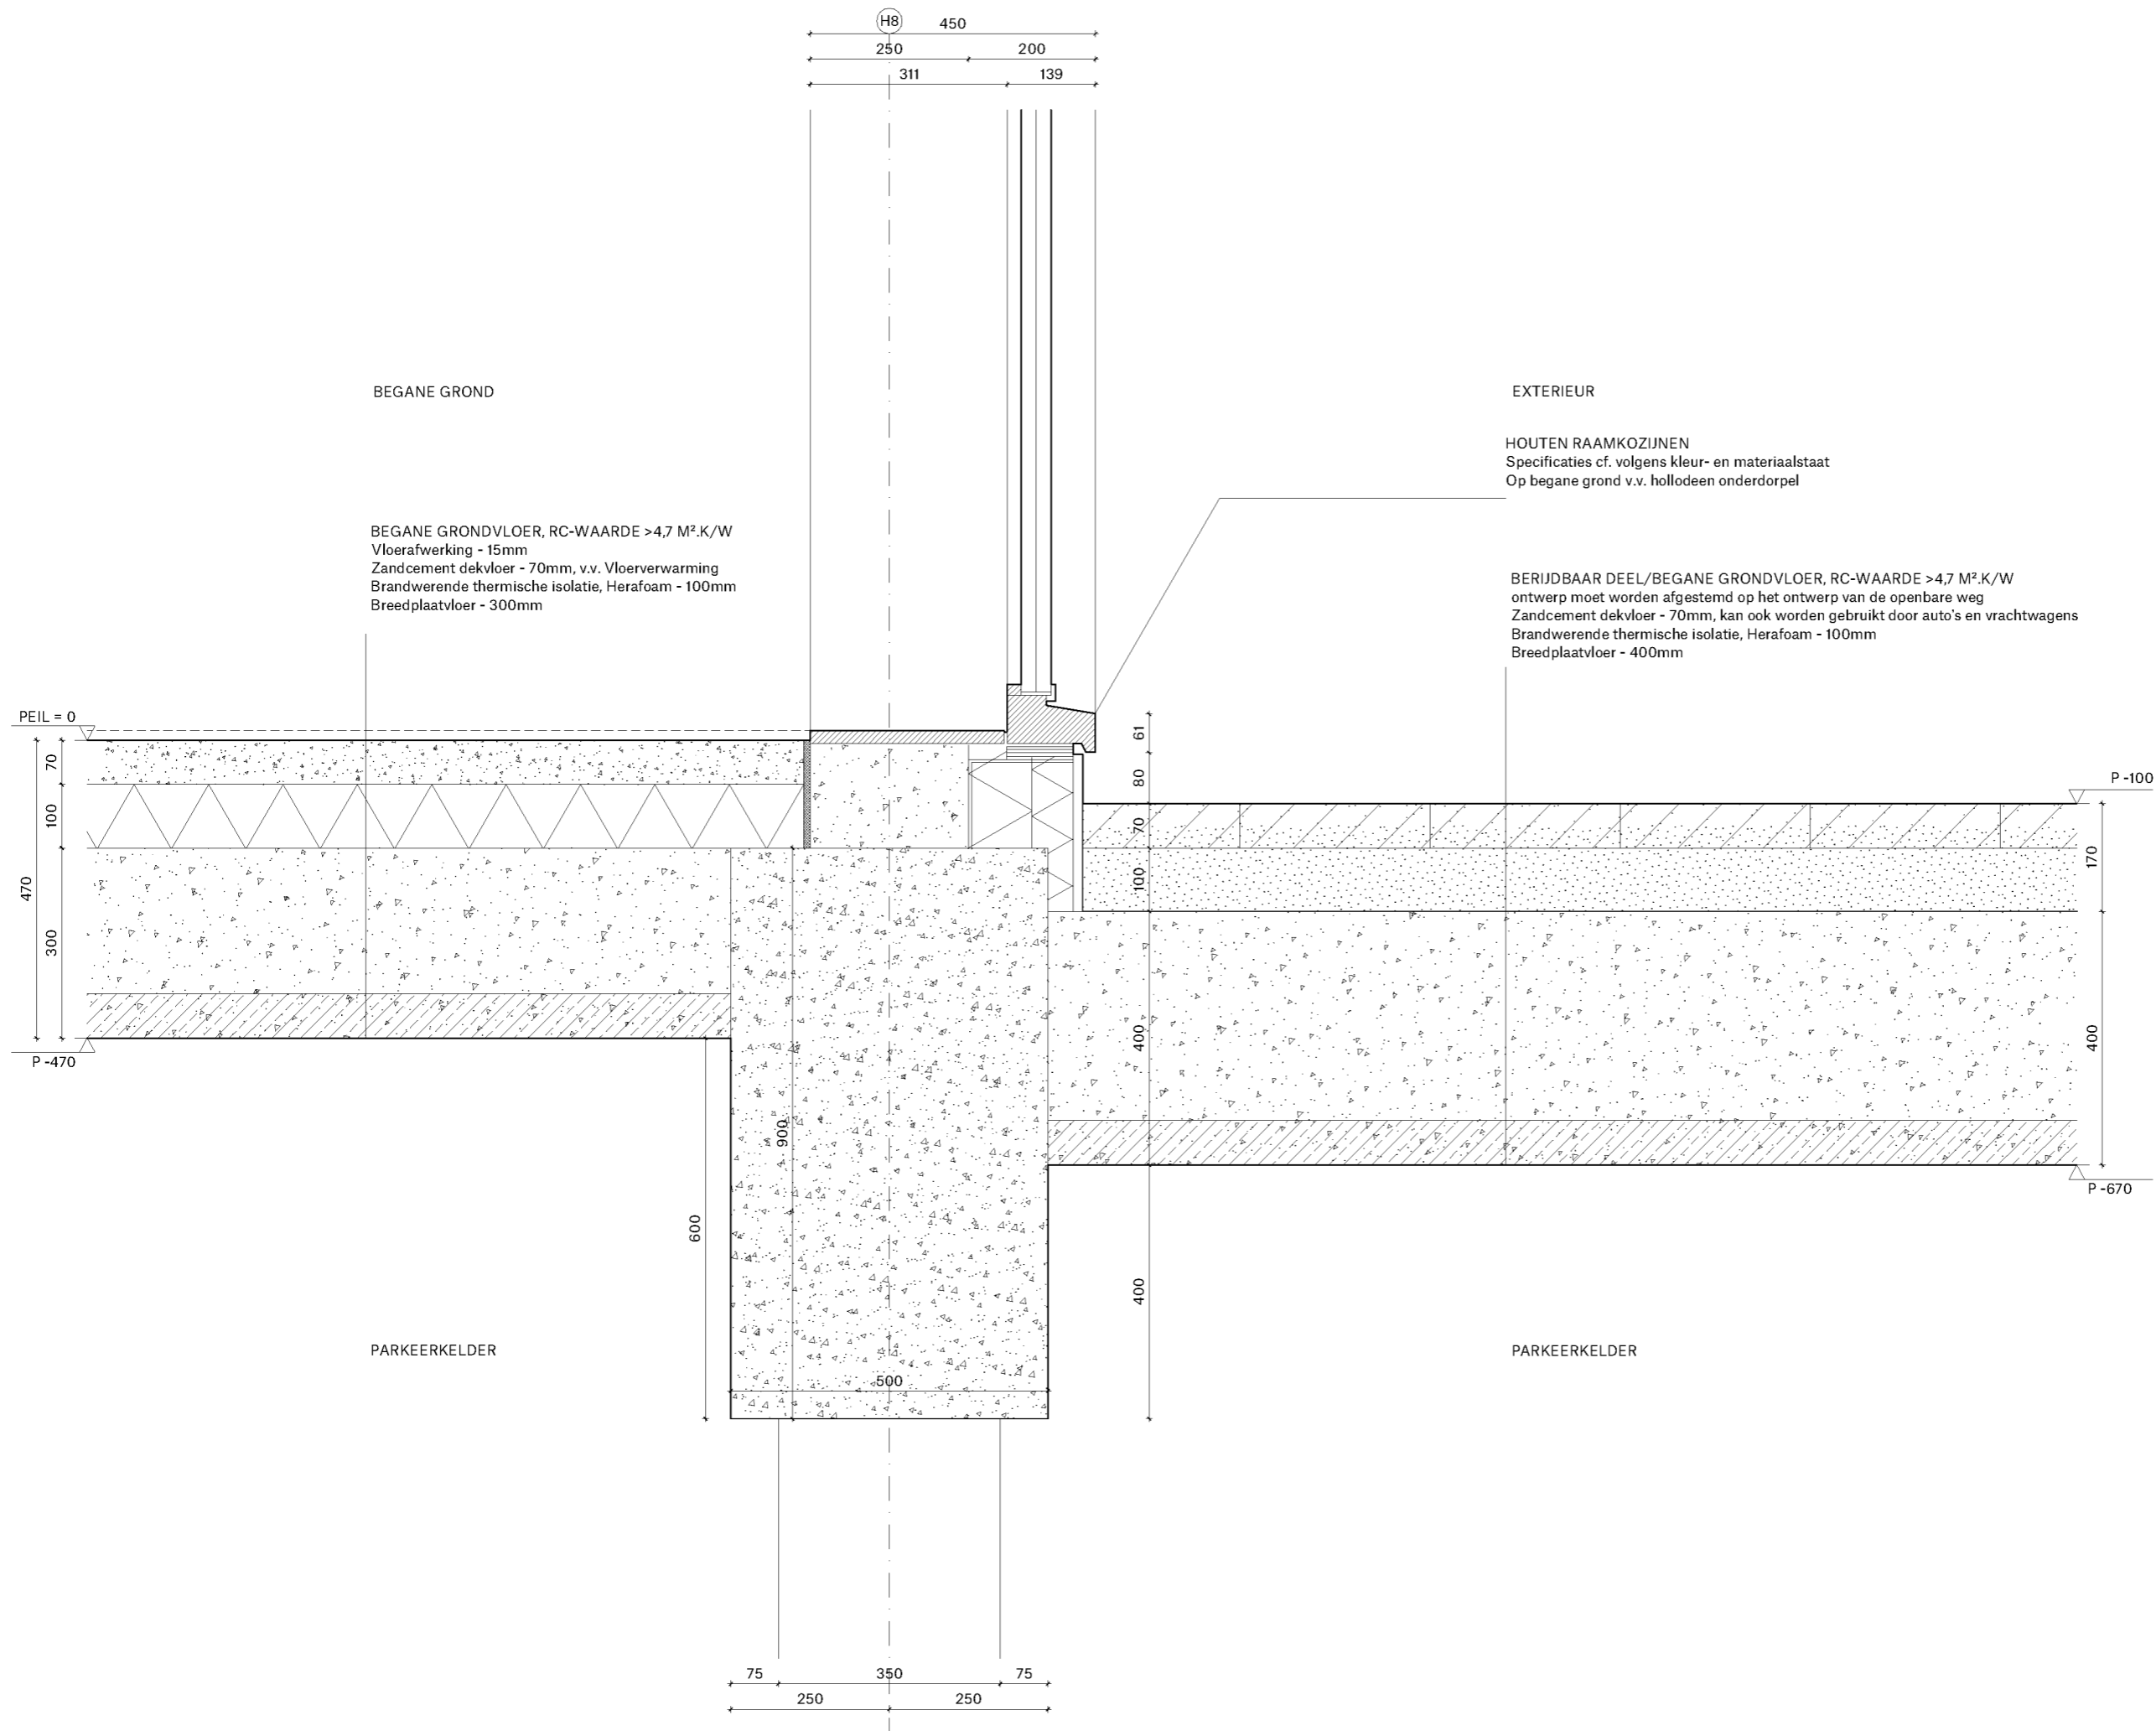 H8
450
250 200
311 139
BEGANE GROND
EXTERIEUR
HOUTEN RAAMKOZIJNEN
Specificaties cf. volgens kleur- en materiaalstaat
Op begane grond v.v. hollodeen onderdorpel
BEGANE GRONDVLOER, RC-WAARDE >4,7 M².K/W
Vloerafwerking - 15mm
Zandcement dekvloer - 70mm, v.v. Vloerverwarming
Brandwerende thermische isolatie, Herafoam - 100mm
Breedplaatvloer - 300mm
BERIJDBAAR DEEL/BEGANE GRONDVLOER, RC-WAARDE >4,7 M².K/W
ontwerp moet worden afgestemd op het ontwerp van de openbare weg
Zandcement dekvloer - 70mm, kan ook worden gebruikt door auto's en vrachtwagens
Brandwerende thermische isolatie, Herafoam - 100mm
Breedplaatvloer - 400mm
PEIL = 0
470
70
100
300
P -470
61
80
70
100
400
400
P -100
170
400
P -670
900
600
500
PARKEERKELDER
PARKEERKELDER
75 350 75
250 250